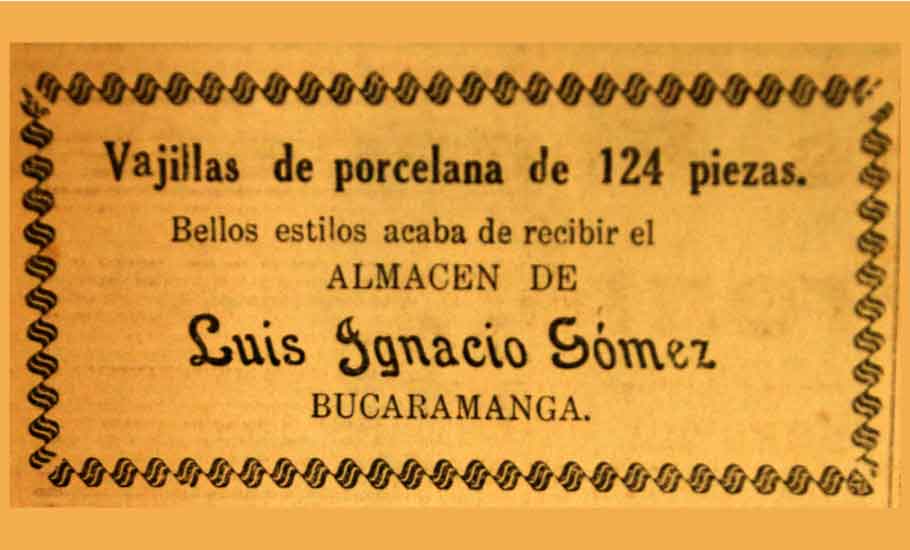 Vajillas de porcelana de 124 piezas.
Bellos estilos acaba de recibir el
ALMACEN DE
Luis Ignacio Gómez
BUCARAMANGA.